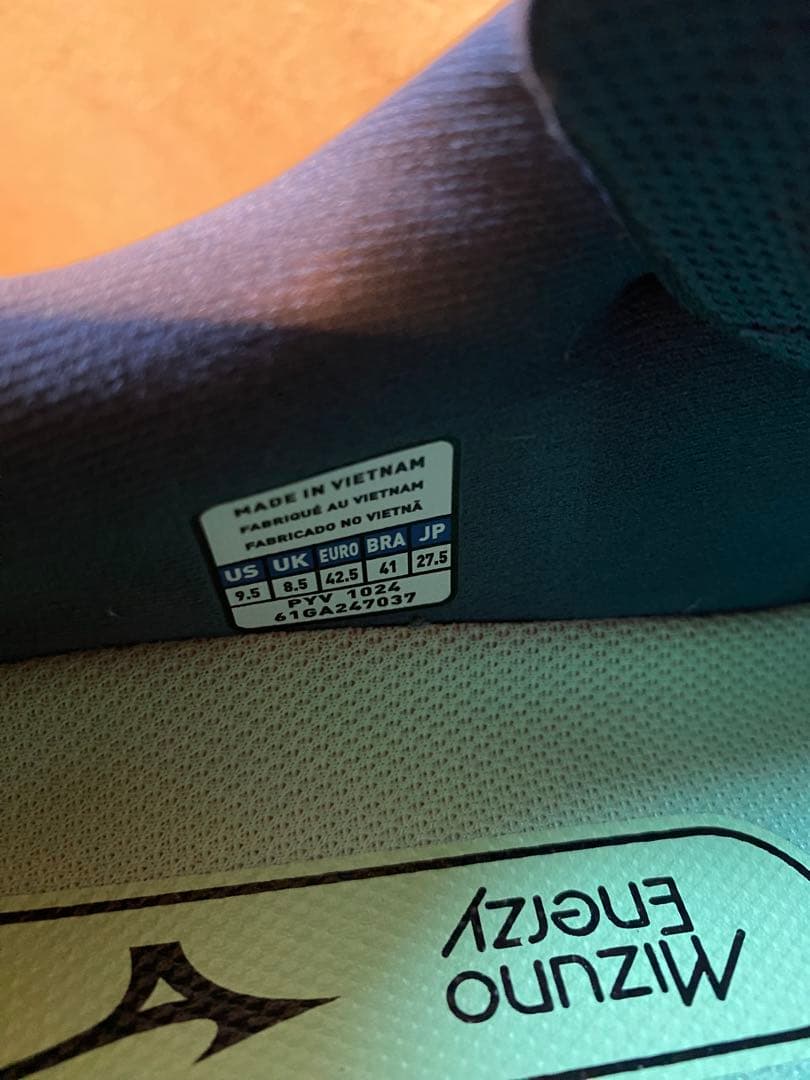 MADE IN VIETNAM
FABRIQUÉ AU VIETNAM
FABRICADO NO VIETNÃ
US UK EURO BRA JP
9.5 8.5 42.5 41 27.5
PYV 1024
61GA247037
MIZUNO
ENERZY